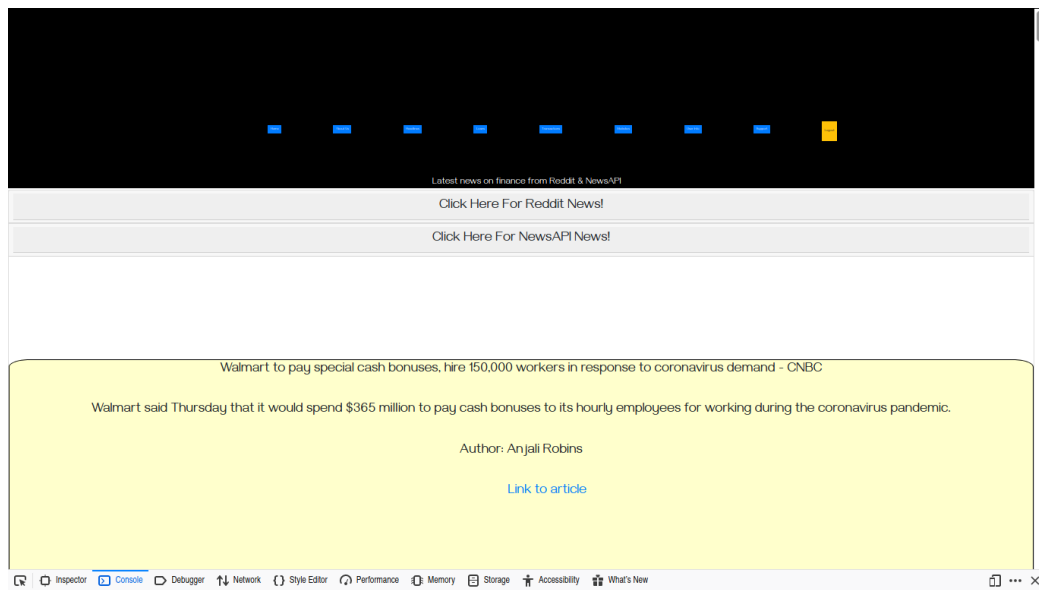 Latest news on finance from Reddit & NewsAPI
Click Here For Reddit News!
Click Here For NewsAPI News!
Walmart to pay special cash bonuses, hire 150,000 workers in response to coronavirus demand - CNBC
Walmart said Thursday that it would spend $365 million to pay cash bonuses to its hourly employees for working during the coronavirus pandemic.
Author: Anjali Robins
Link to article
Inspector Console Debugger Network Style Editor Performance Memory Storage Accessibility What's New